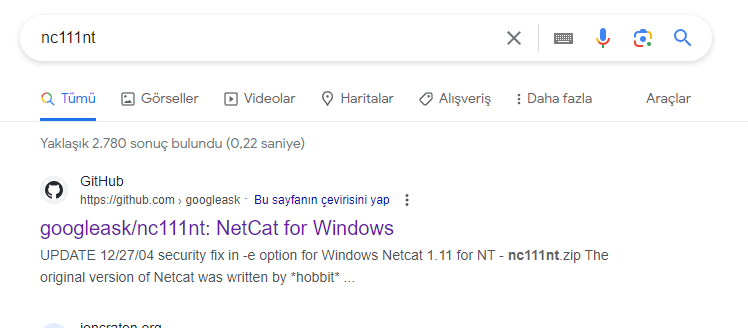 nc111nt
Tümü Görseller Videolar Haritalar Alışveriş Daha fazla Araçlar
Yaklaşık 2.780 sonuç bulundu (0,22 saniye)
GitHub
https://github.com › googleask · Bu sayfanın çevirisini yap
googleask/nc111nt: NetCat for Windows
UPDATE 12/27/04 security fix in -e option for Windows Netcat 1.11 for NT - nc111nt.zip The
original version of Netcat was written by *hobbit* ...